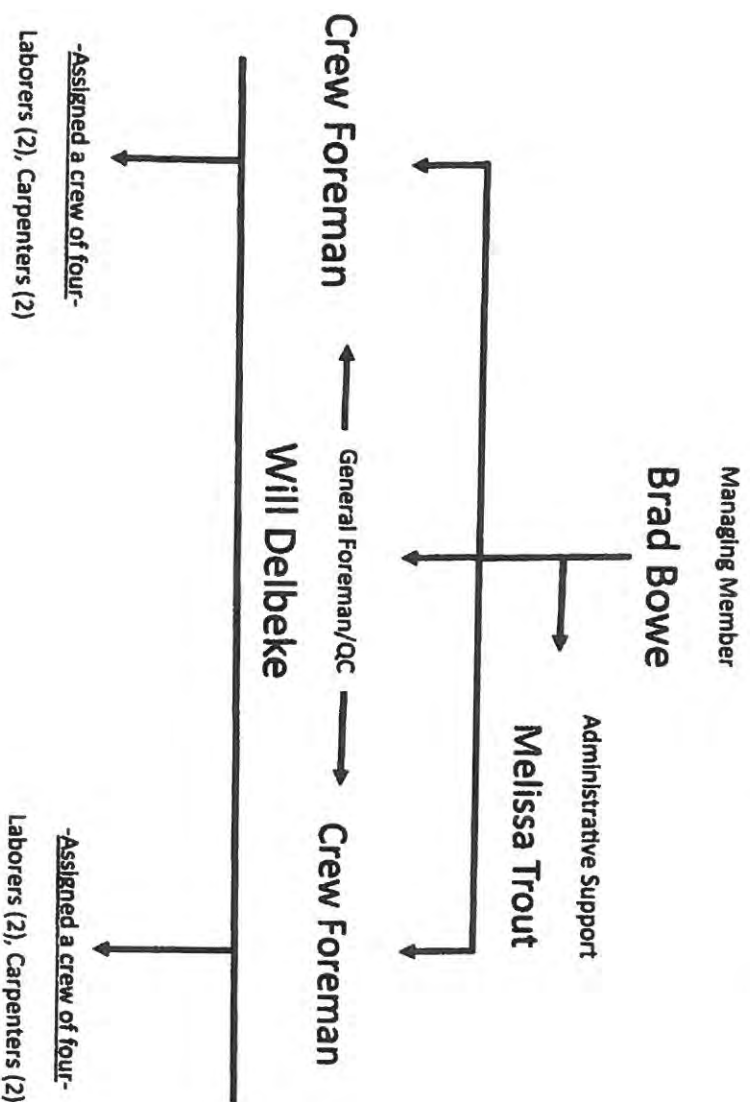 Managing Member
Brad Bowe
Administrative Support
Melissa Trout
Crew Foreman
General Foreman/QC
Will Delbeke
Crew Foreman
-Assigned a crew of four-
Laborers (2), Carpenters (2)
-Assigned a crew of four-
Laborers (2), Carpenters (2)